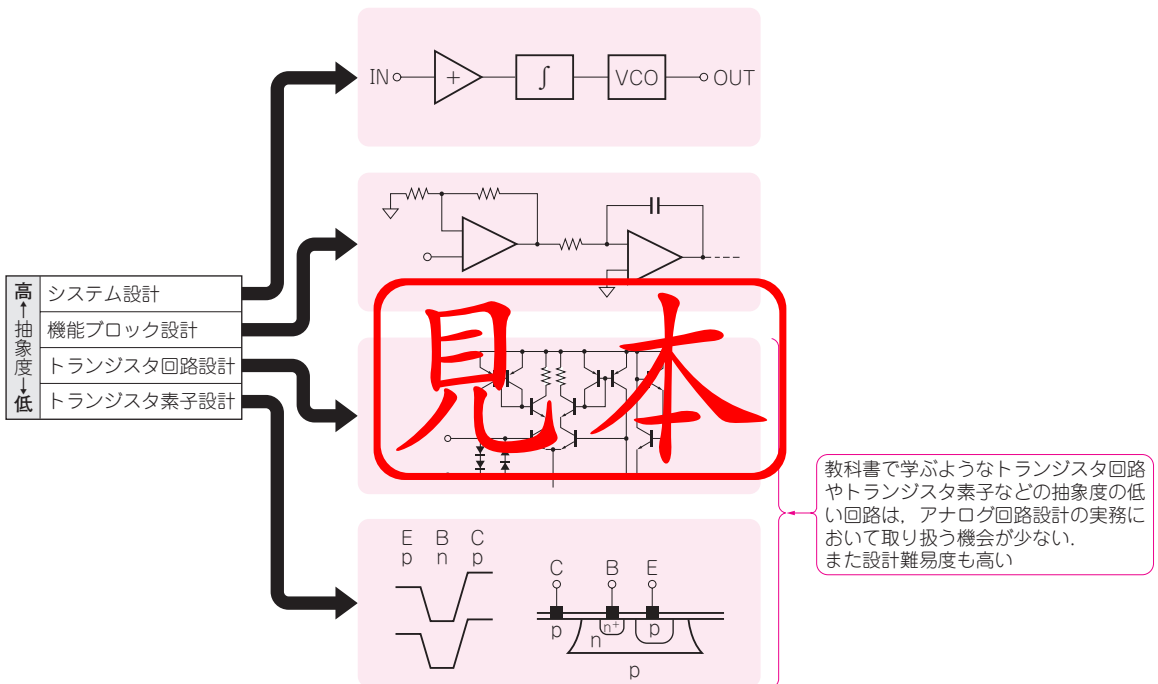 IN
+
∫
VCO
OUT
高
↑
抽
象
度
↓
低
システム設計
機能ブロック設計
トランジスタ回路設計
トランジスタ素子設計
見本
教科書で学ぶようなトランジスタ回路
やトランジスタ素子などの抽象度の低
い回路は，アナログ回路設計の実務に
おいて取り扱う機会が少ない．
また設計難易度も高い
E B C
p n p
C B E
p n n+ p
p